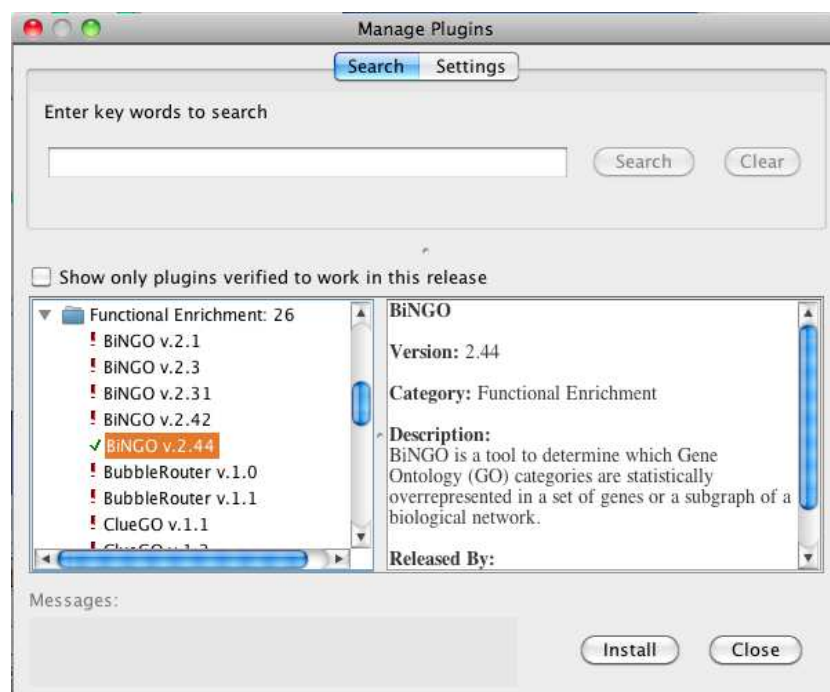 Manage Plugins
Search Settings
Enter key words to search
Search Clear
Show only plugins verified to work in this release
Functional Enrichment: 26
BiNGO v.2.1
BiNGO v.2.3
BiNGO v.2.31
BiNGO v.2.42
BiNGO v.2.44
BubbleRouter v.1.0
BubbleRouter v.1.1
ClueGO v.1.1
BiNGO
Version: 2.44
Category: Functional Enrichment
Description:
BiNGO is a tool to determine which Gene
Ontology (GO) categories are statistically
overrepresented in a set of genes or a subgraph of a
biological network.
Released By:
Messages:
Install Close